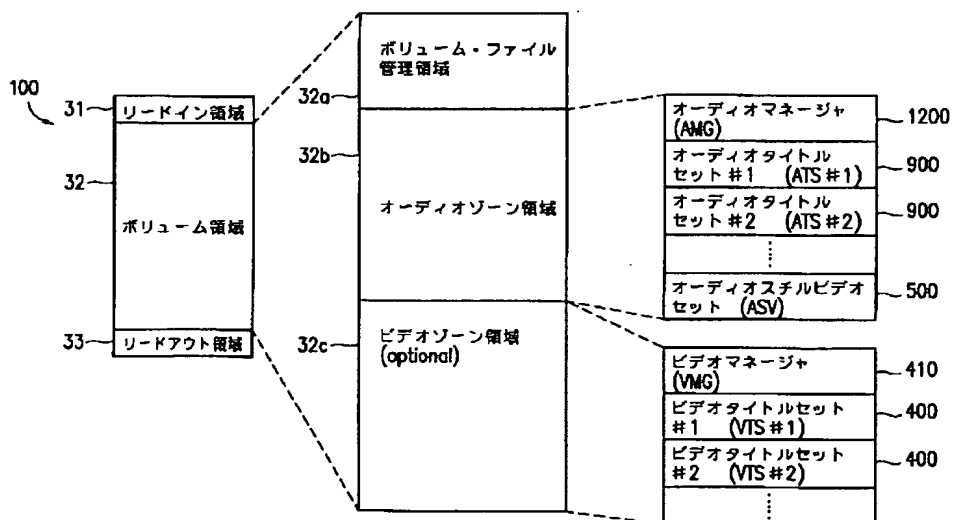 100
31
リードイン領域
32
ボリューム領域
33
リードアウト領域
ボリューム・ファイル
管理領域
32a
32b
オーディオゾーン領域
32c
ビデオゾーン領域
(optional)
オーディオマネージャ
(AMG)
1200
オーディオタイトル
セット#1 (ATS#1)
900
オーディオタイトル
セット#2 (ATS#2)
900
オーディオスチルビデオ
セット (ASV)
500
ビデオマネージャ
(VMG)
410
ビデオタイトルセット
#1 (VTS#1)
400
ビデオタイトルセット
#2 (VTS#2)
400